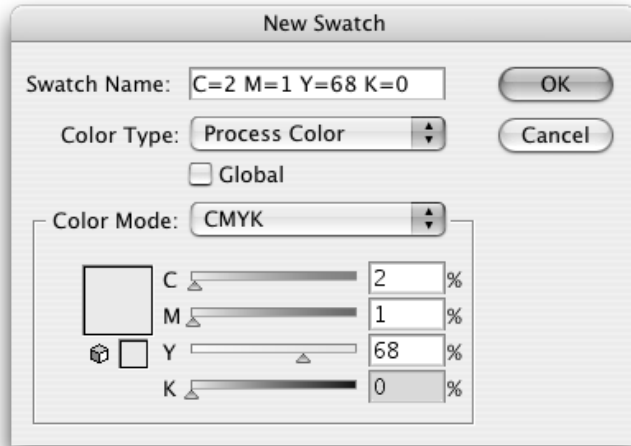 New Swatch
Swatch Name: C=2 M=1 Y=68 K=0 OK
Color Type: Process Color Cancel
Global
Color Mode: CMYK
C 2 %
M 1 %
Y 68 %
K 0 %